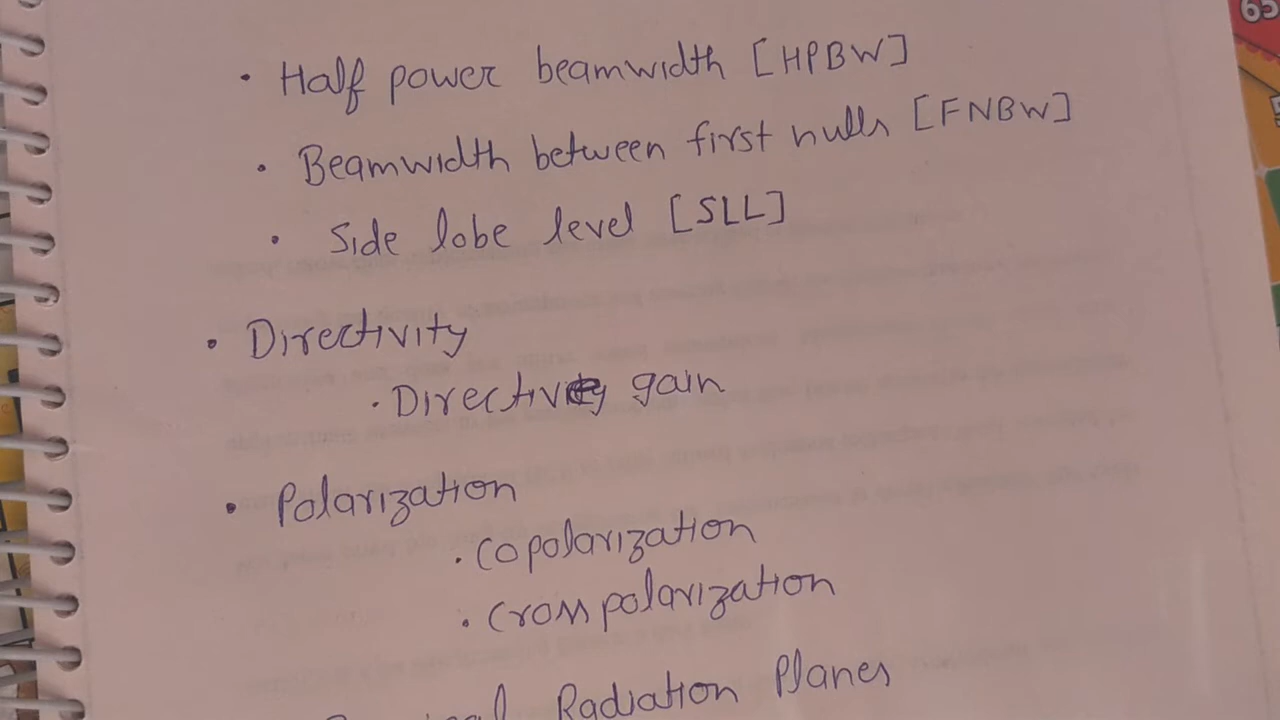 • Half power beamwidth [HPBW]
• Beamwidth between first nulls [FNBW]
• Side lobe level [SLL]
• Directivity
• Directivity gain
• Polarization
• copolarization
• cross polarization
Radiation Planes
65